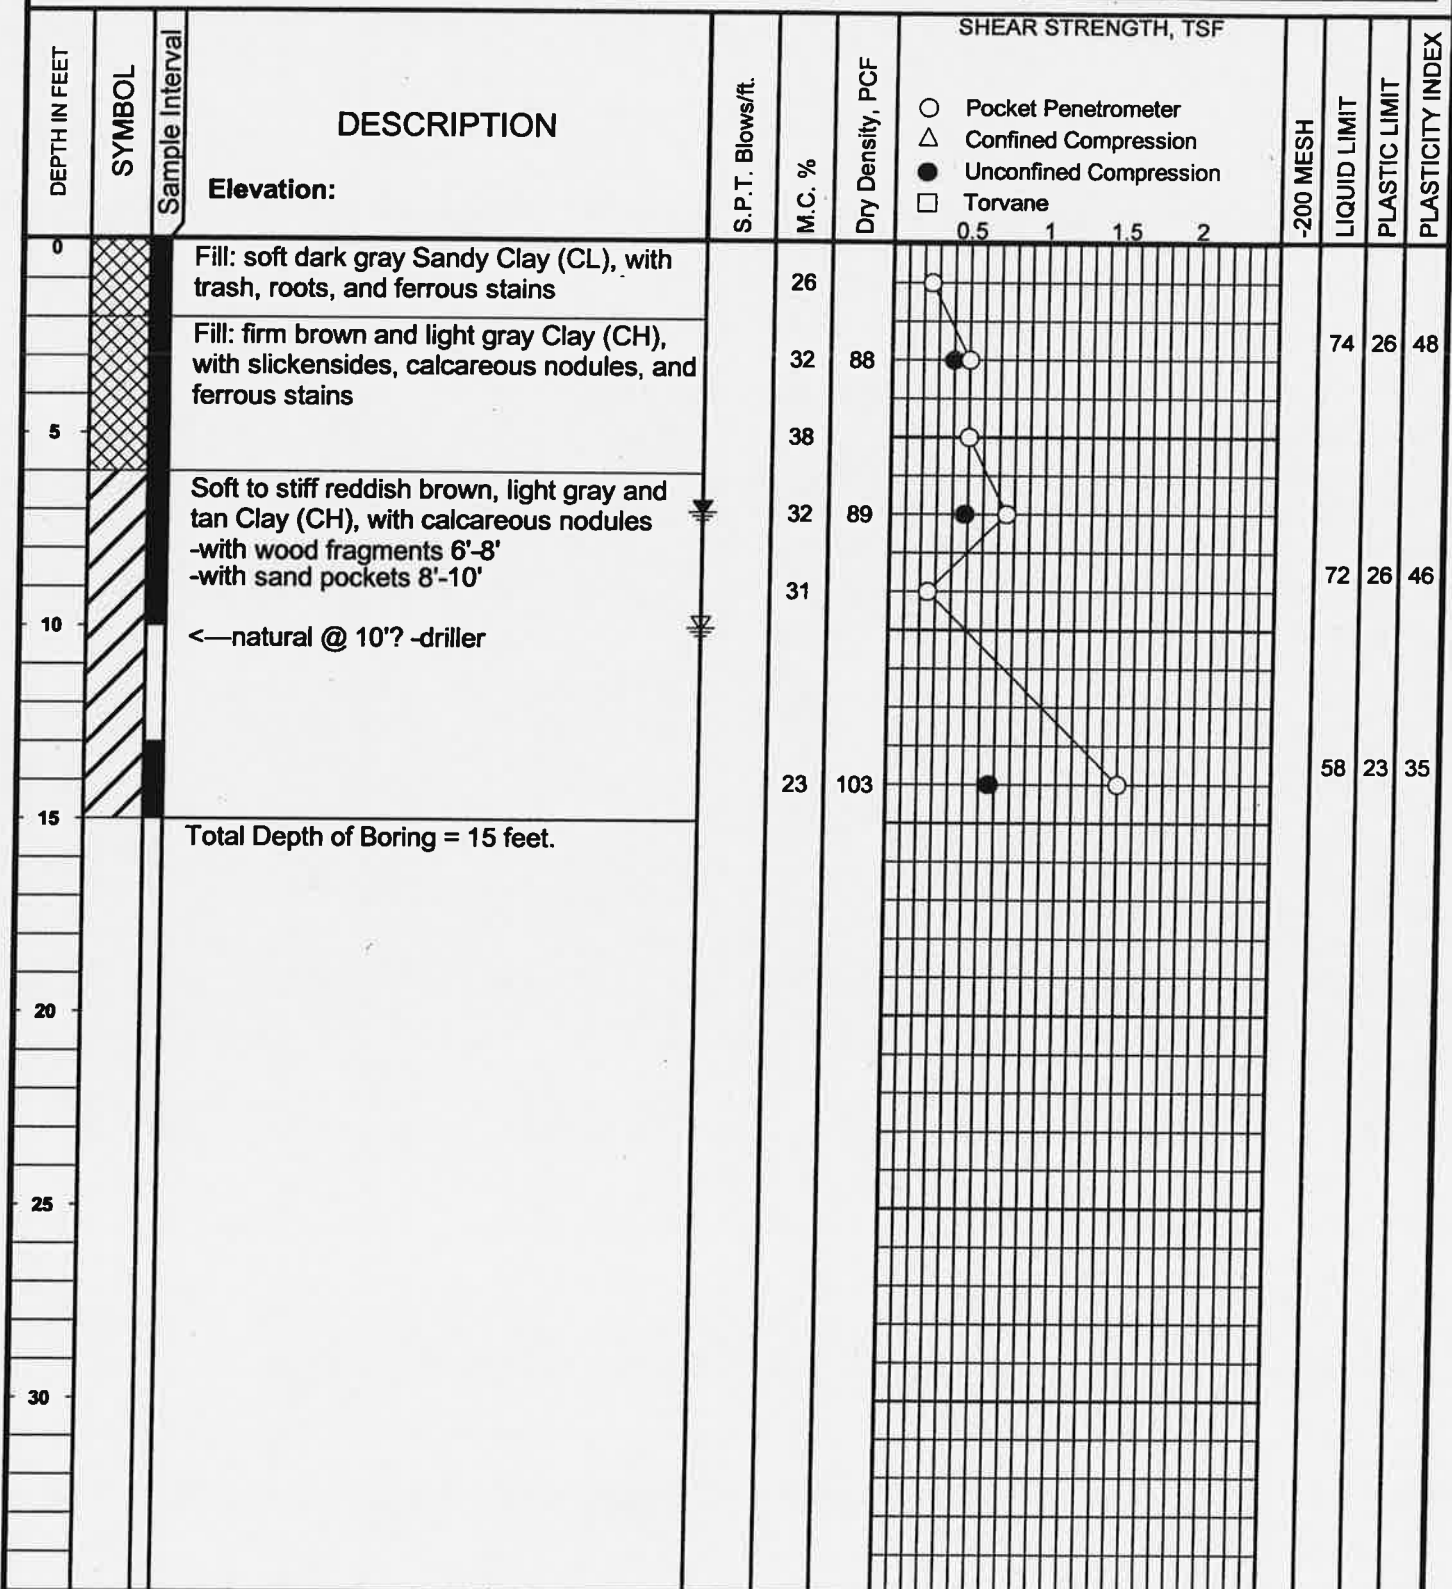 DEPTH IN FEET
SYMBOL
Sample Interval
DESCRIPTION
Elevation:
S.P.T. Blows/ft.
M.C. %
Dry Density, PCF
SHEAR STRENGTH, TSF
Pocket Penetrometer
Confined Compression
Unconfined Compression
Torvane
0.5 1 1.5 2
-200 MESH
LIQUID LIMIT
PLASTIC LIMIT
PLASTICITY INDEX
0
Fill: soft dark gray Sandy Clay (CL), with
trash, roots, and ferrous stains
26
Fill: firm brown and light gray Clay (CH),
with slickensides, calcareous nodules, and
ferrous stains
32 88
74 26 48
5
38
Soft to stiff reddish brown, light gray and
tan Clay (CH), with calcareous nodules
-with wood fragments 6'-8'
-with sand pockets 8'-10'
32 89
31
72 26 46
10
<—natural @ 10'? -driller
23 103
58 23 35
15
Total Depth of Boring = 15 feet.
20
25
30